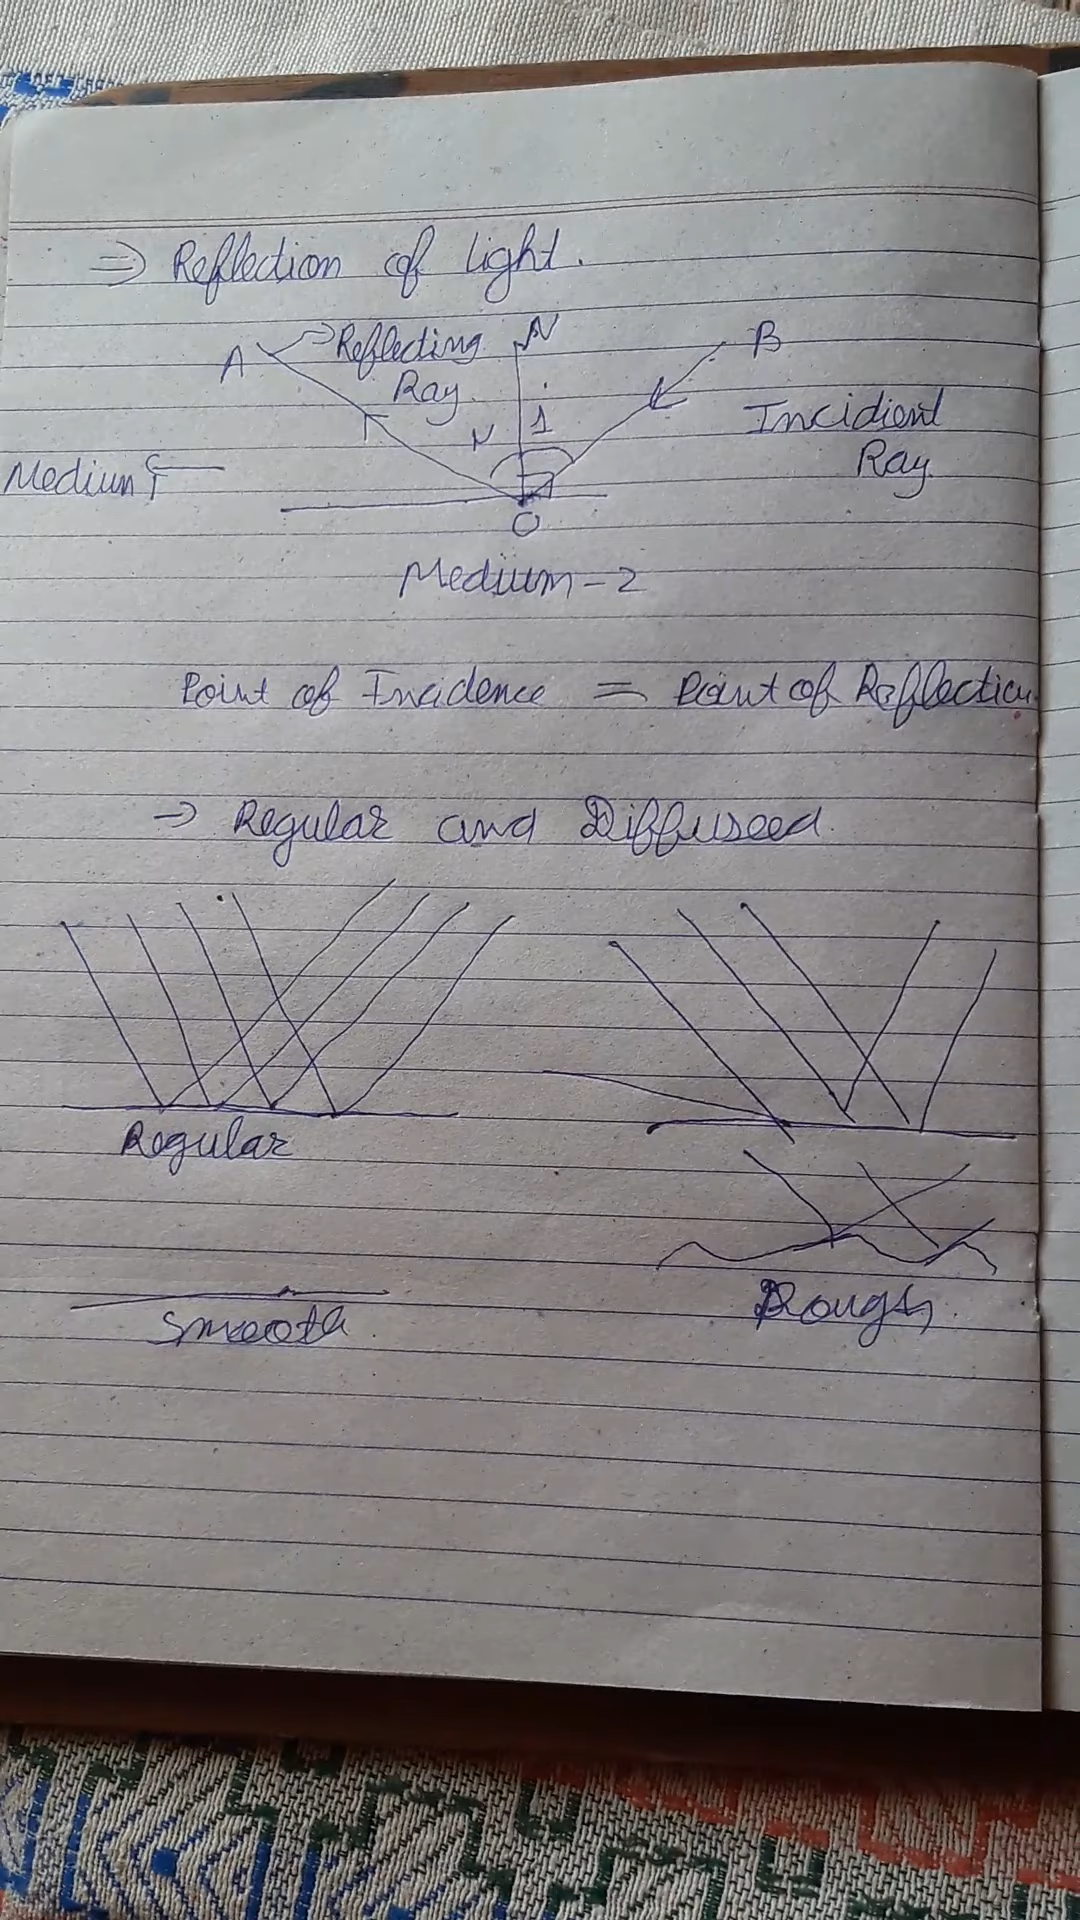 ⇒ Reflection of light.
A → Reflecting N B
Ray
i Incidient
r Ray
Medium 1
O
Medium - 2
Point of Incidence = Point of Reflection
→ Regular and Diffuseed.
Regular
Smooth
Rough